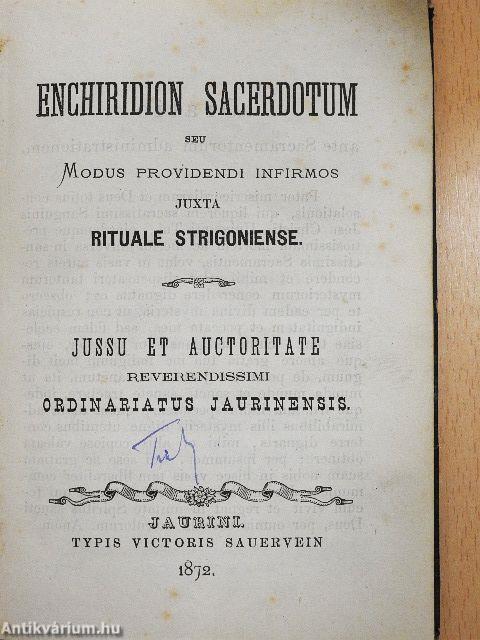 ENCHIRIDION SACERDOTUM
SEU
MODUS PROVIDENDI INFIRMOS
JUXTA
RITUALE STRIGONIENSE.
JUSSU ET AUCTORITATE
REVERENDISSIMI
ORDINARIATUS JAURINENSIS.
JAURINI.
TYPIS VICTORIS SAUERVEIN
1872.
Antikvárium.hu